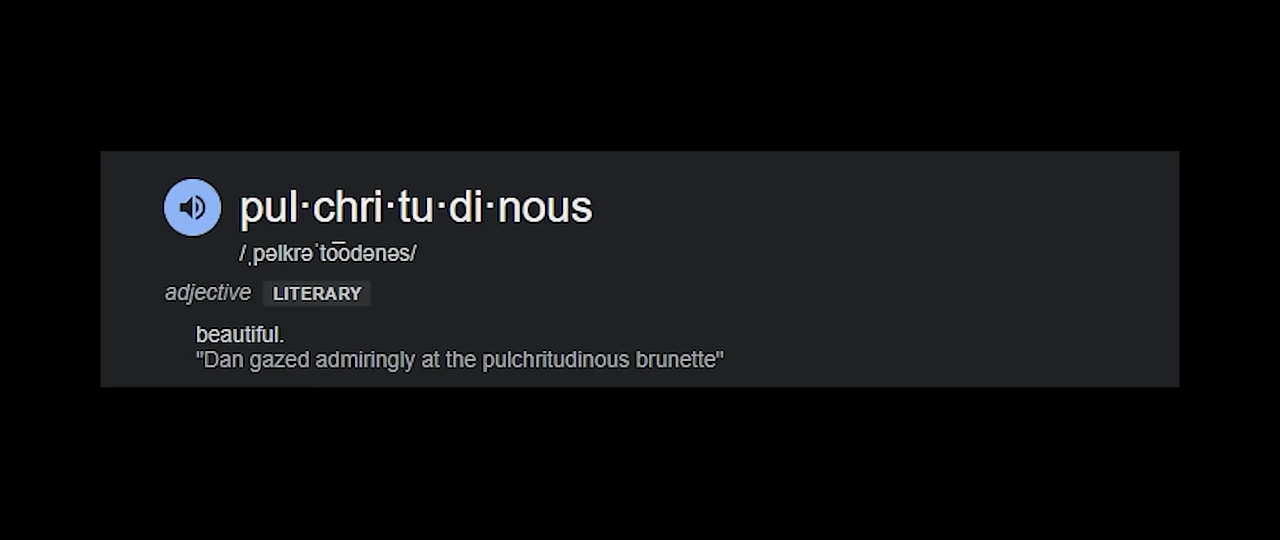 pul·chri·tu·di·nous
/ˌpəlkrəˈto͞odənəs/
adjective LITERARY
beautiful.
"Dan gazed admiringly at the pulchritudinous brunette"